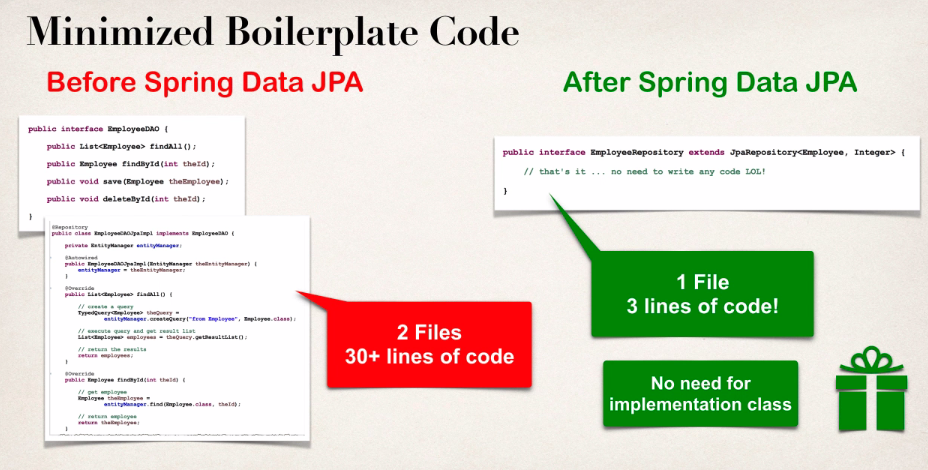 Minimized Boilerplate Code
Before Spring Data JPA
public interface EmployeeDAO {
public List<Employee> findAll();
public Employee findById(int theId);
public void save(Employee theEmployee);
public void deleteById(int theId);
}
@Repository
public class EmployeeDAOJpaImpl implements EmployeeDAO {
private EntityManager entityManager;
@Autowired
public EmployeeDAOJpaImpl(EntityManager theEntityManager) {
entityManager = theEntityManager;
}
@Override
public List<Employee> findAll() {
// create a query
TypedQuery<Employee> theQuery =
entityManager.createQuery("from Employee", Employee.class);
// execute query and get result list
List<Employee> employees = theQuery.getResultList();
// return the results
return employees;
}
@Override
public Employee findById(int theId) {
// get employee
Employee theEmployee =
entityManager.find(Employee.class, theId);
// return employee
return theEmployee;
}
2 Files
30+ lines of code
After Spring Data JPA
public interface EmployeeRepository extends JpaRepository<Employee, Integer> {
// that's it ... no need to write any code LOL!
}
1 File
3 lines of code!
No need for
implementation class